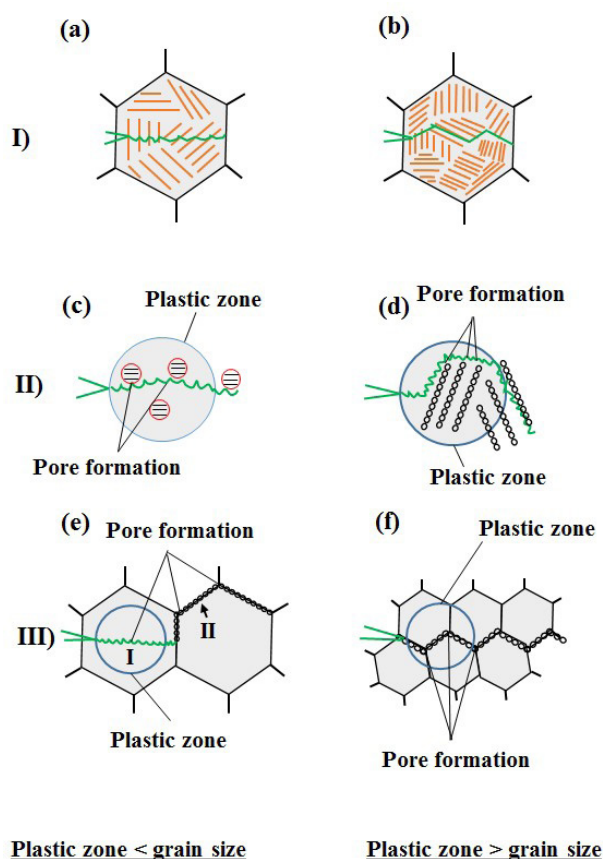 (a)
(b)
I)
(c)
Plastic zone
(d)
Pore formation
II)
Pore formation
Plastic zone
(e)
Pore formation
(f)
Plastic zone
III)
I
II
Plastic zone
Pore formation
Plastic zone < grain size
Plastic zone > grain size